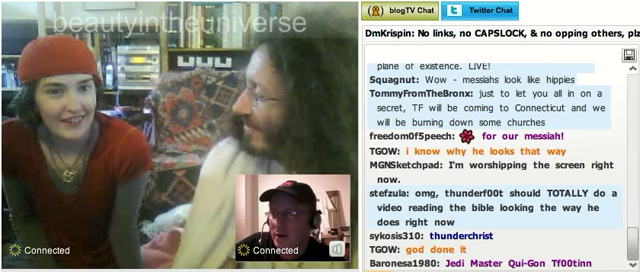 beautyintheuniverse
Connected
Connected
blogTV Chat
Twitter Chat
DmKrispin: No links, no CAPSLOCK, & no opping others, plz
plane of existence. LIVE!
Squagnut: Wow - messiahs look like hippies
TommyFromTheBronx: just to let you all in on a
secret, TF will be coming to Connecticut and we
will be burning down some churches
freedom0f5peech: for our messiah!
TGOW: i know why he looks that way
MGNSketchpad: I'm worshipping the screen right
now.
stefzula: omg, thunderf00t should TOTALLY do a
video reading the bible looking the way he
does right now
sykosis310: thunderchrist
TGOW: god done it
Baronesa1980: Jedi Master Qui-Gon Tf00tinn